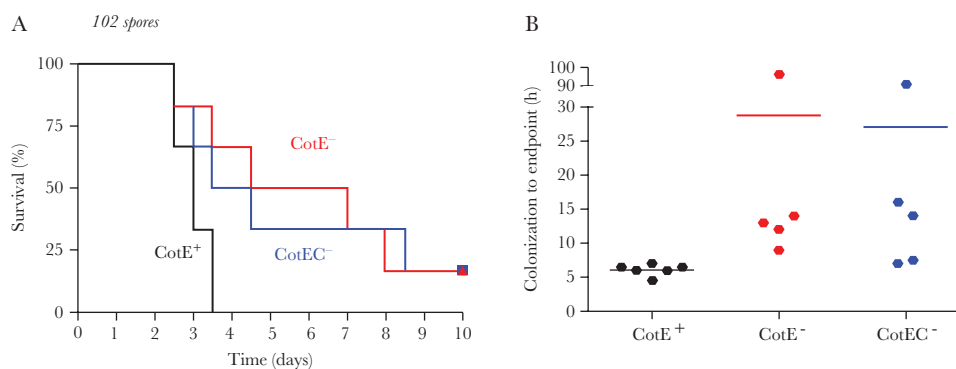 A
102 spores
Survival (%)
100
75
50
25
0
CotE⁻
CotE⁺
CotEC⁻
0 1 2 3 4 5 6 7 8 9 10
Time (days)
B
Colonization to endpoint (h)
100
90
30
25
20
15
10
5
0
CotE⁺ CotE⁻ CotEC⁻